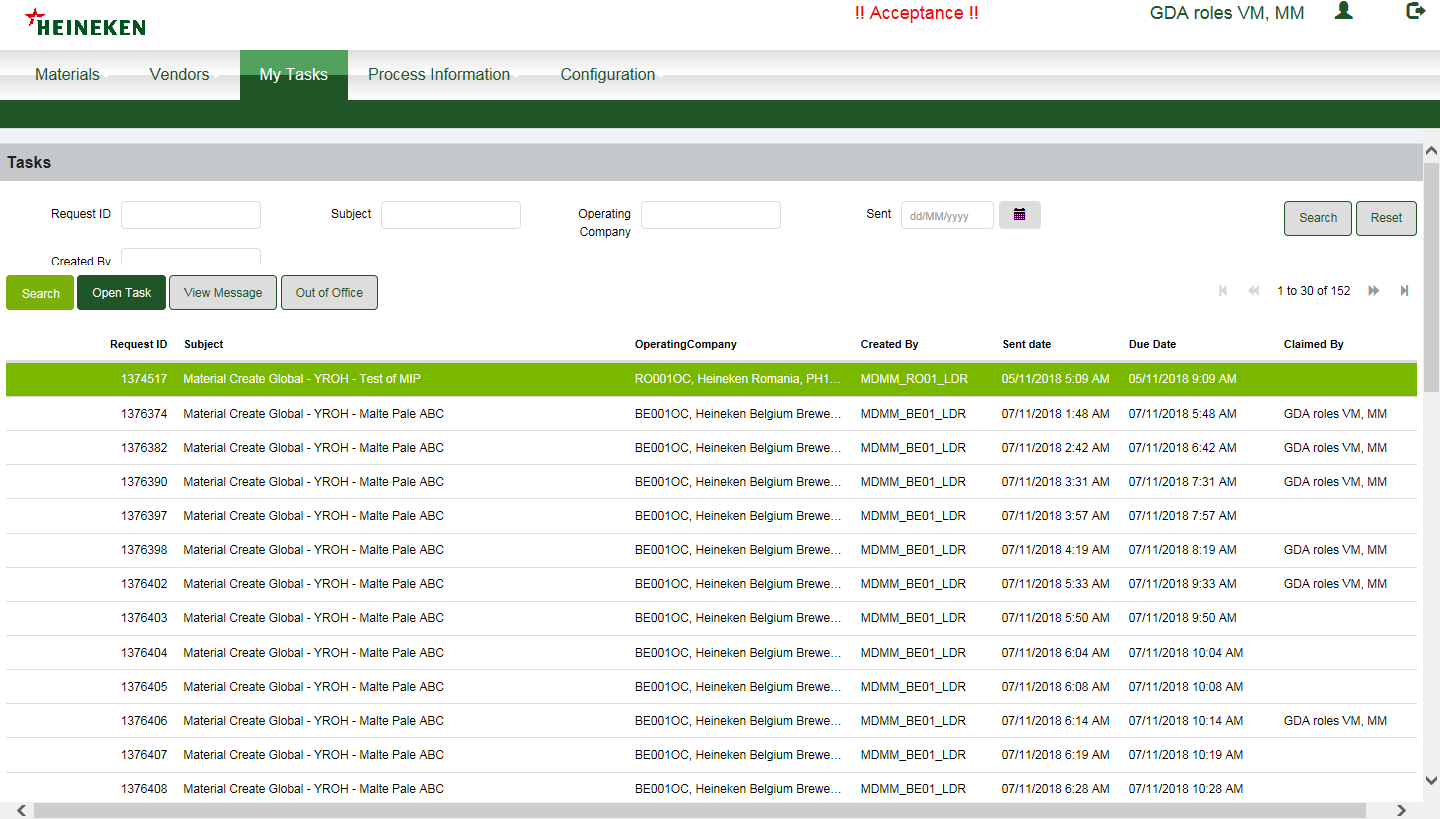 HEINEKEN !! Acceptance !! GDA roles VM, MM
Materials Vendors My Tasks Process Information Configuration
Tasks
Request ID Subject Operating Company Sent dd/MM/yyyy Search Reset
Created By
Search Open Task View Message Out of Office 1 to 30 of 152
Request ID Subject OperatingCompany Created By Sent date Due Date Claimed By
1374517 Material Create Global - YROH - Test of MIP RO001OC, Heineken Romania, PH1... MDMM_RO01_LDR 05/11/2018 5:09 AM 05/11/2018 9:09 AM
1376374 Material Create Global - YROH - Malte Pale ABC BE001OC, Heineken Belgium Brewe... MDMM_BE01_LDR 07/11/2018 1:48 AM 07/11/2018 5:48 AM GDA roles VM, MM
1376382 Material Create Global - YROH - Malte Pale ABC BE001OC, Heineken Belgium Brewe... MDMM_BE01_LDR 07/11/2018 2:42 AM 07/11/2018 6:42 AM GDA roles VM, MM
1376390 Material Create Global - YROH - Malte Pale ABC BE001OC, Heineken Belgium Brewe... MDMM_BE01_LDR 07/11/2018 3:31 AM 07/11/2018 7:31 AM GDA roles VM, MM
1376397 Material Create Global - YROH - Malte Pale ABC BE001OC, Heineken Belgium Brewe... MDMM_BE01_LDR 07/11/2018 3:57 AM 07/11/2018 7:57 AM
1376398 Material Create Global - YROH - Malte Pale ABC BE001OC, Heineken Belgium Brewe... MDMM_BE01_LDR 07/11/2018 4:19 AM 07/11/2018 8:19 AM GDA roles VM, MM
1376402 Material Create Global - YROH - Malte Pale ABC BE001OC, Heineken Belgium Brewe... MDMM_BE01_LDR 07/11/2018 5:33 AM 07/11/2018 9:33 AM GDA roles VM, MM
1376403 Material Create Global - YROH - Malte Pale ABC BE001OC, Heineken Belgium Brewe... MDMM_BE01_LDR 07/11/2018 5:50 AM 07/11/2018 9:50 AM
1376404 Material Create Global - YROH - Malte Pale ABC BE001OC, Heineken Belgium Brewe... MDMM_BE01_LDR 07/11/2018 6:04 AM 07/11/2018 10:04 AM
1376405 Material Create Global - YROH - Malte Pale ABC BE001OC, Heineken Belgium Brewe... MDMM_BE01_LDR 07/11/2018 6:08 AM 07/11/2018 10:08 AM
1376406 Material Create Global - YROH - Malte Pale ABC BE001OC, Heineken Belgium Brewe... MDMM_BE01_LDR 07/11/2018 6:14 AM 07/11/2018 10:14 AM GDA roles VM, MM
1376407 Material Create Global - YROH - Malte Pale ABC BE001OC, Heineken Belgium Brewe... MDMM_BE01_LDR 07/11/2018 6:19 AM 07/11/2018 10:19 AM
1376408 Material Create Global - YROH - Malte Pale ABC BE001OC, Heineken Belgium Brewe... MDMM_BE01_LDR 07/11/2018 6:28 AM 07/11/2018 10:28 AM